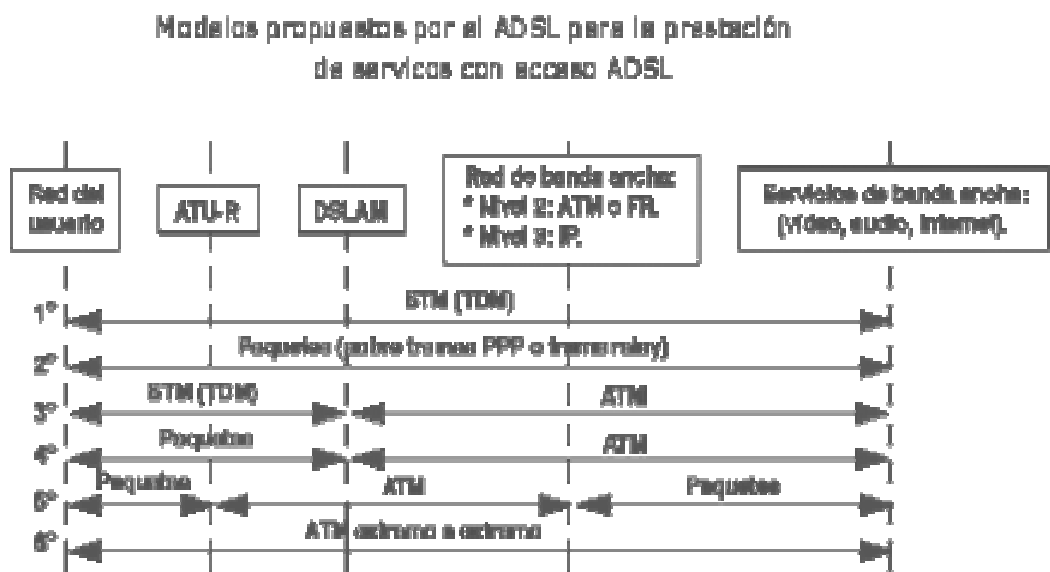 Modelos propuestos por el ADSL para la prestación
de servicos con acceso ADSL
Red del
usuario
ATU-R
DSLAM
Red de banda ancha:
* Nivel 2: ATM o FR.
* Nivel 3: IP.
Servicios de banda ancha:
(vídeo, audio, Internet).
1º
STM (TDM)
2º
Paquetes (sobre tramas PPP o frame relay)
3º
STM (TDM)
ATM
4º
Paquetes
ATM
5º
Paquetes
ATM
Paquetes
6º
ATM extremo a extremo